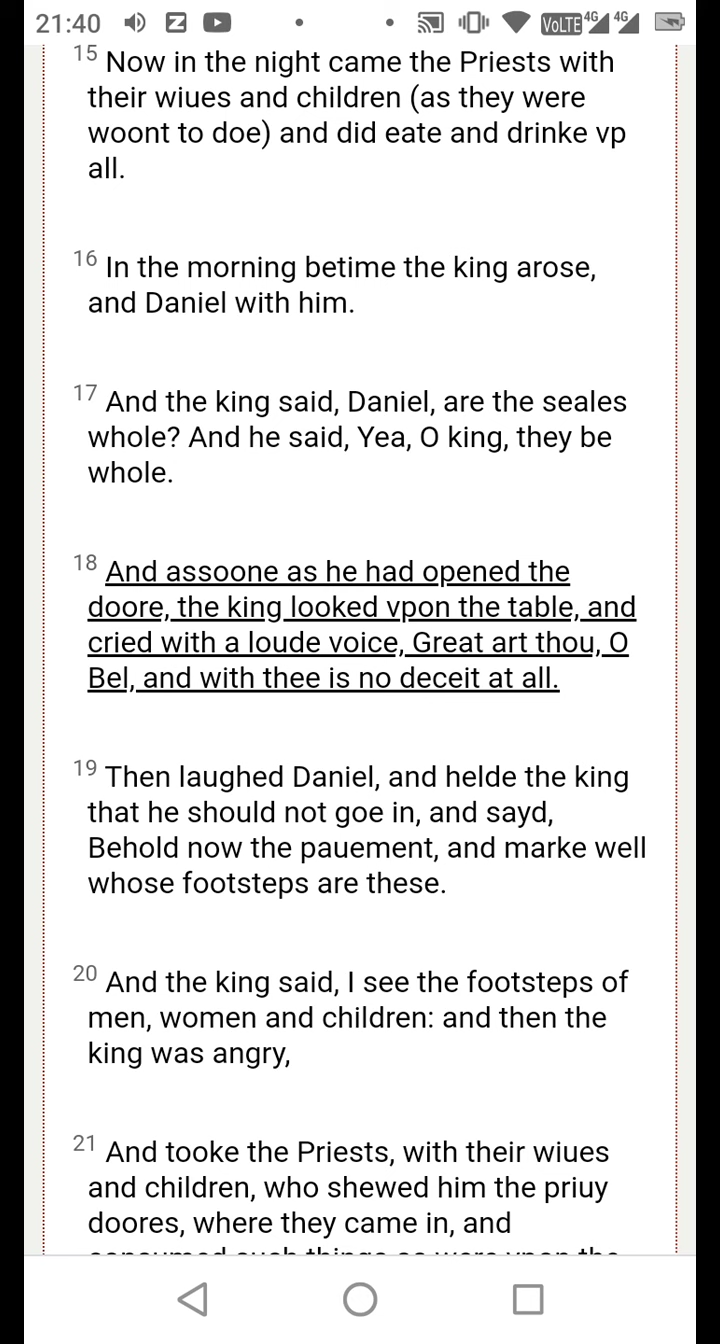 21:40 VoLTE 4G 4G
15 Now in the night came the Priests with
their wiues and children (as they were
woont to doe) and did eate and drinke vp
all.
16 In the morning betime the king arose,
and Daniel with him.
17 And the king said, Daniel, are the seales
whole? And he said, Yea, O king, they be
whole.
18 And assoone as he had opened the
doore, the king looked vpon the table, and
cried with a loude voice, Great art thou, O
Bel, and with thee is no deceit at all.
19 Then laughed Daniel, and helde the king
that he should not goe in, and sayd,
Behold now the pauement, and marke well
whose footsteps are these.
20 And the king said, I see the footsteps of
men, women and children: and then the
king was angry,
21 And tooke the Priests, with their wiues
and children, who shewed him the priuy
doores, where they came in, and
consumed such things as were vpon the